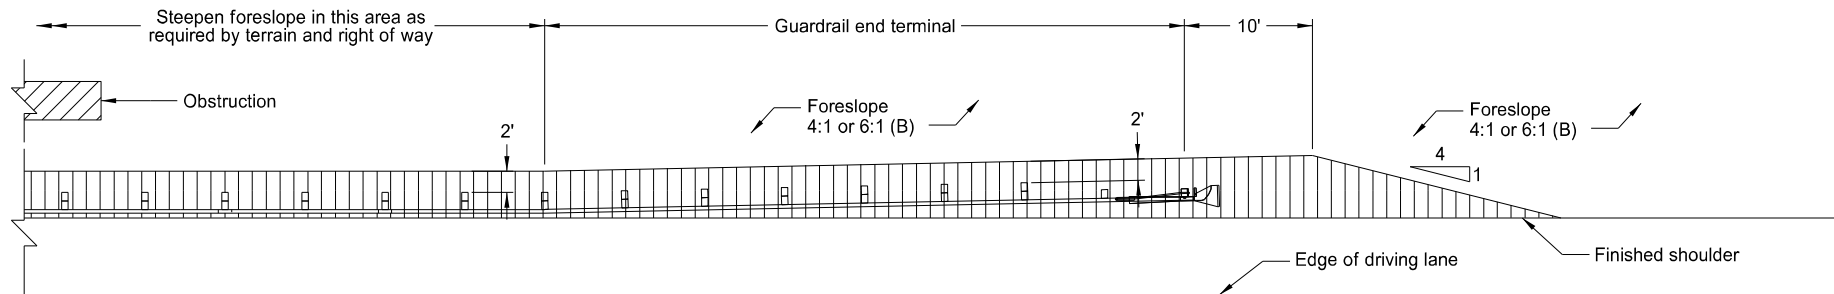 Steepen foreslope in this area as
required by terrain and right of way
Guardrail end terminal
10'
Obstruction
Foreslope
4:1 or 6:1 (B)
Foreslope
4:1 or 6:1 (B)
2'
2'
4
1
Finished shoulder
Edge of driving lane